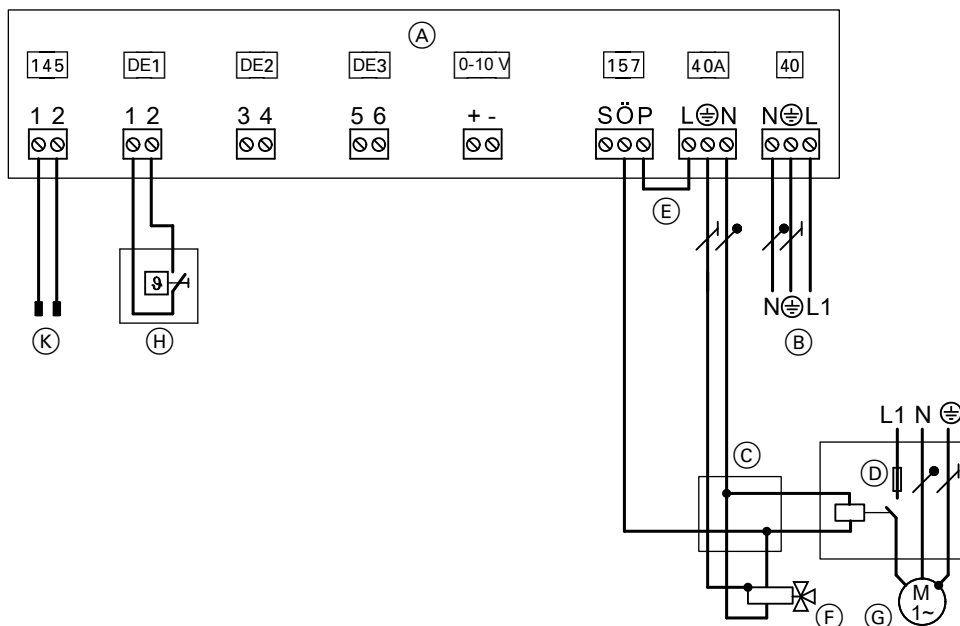 A
145 DE1 DE2 DE3 0-10 V 157 40A 40
1 2 1 2 3 4 5 6 + - S Ö P L N N L
E
ϑ
N L1
K H B
L1 N
C
D
M
1~
F G